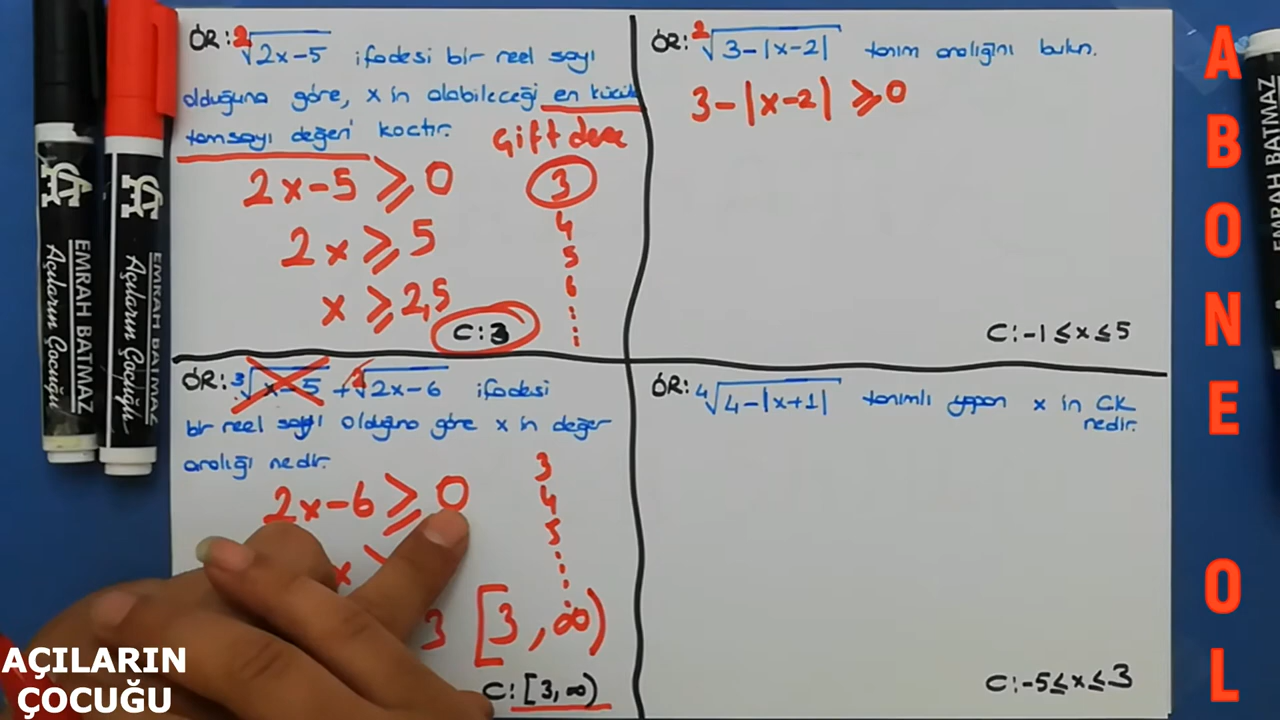 ÖR: ²√2x-5 ifadesi bir reel sayı
olduğuna göre, x in alabileceği en küçük
tamsayı değeri kaçtır.
Çift dere
2x-5 ⩾ 0
2x ⩾ 5
x ⩾ 2,5
3
4
5
6
:
:
C:3
ÖR: ²√3-|x-2| tanım aralığını bulun.
3-|x-2| ⩾ 0
C:-1≤x≤5
ÖR: ³√x-5 + ²√2x-6 ifadesi
bir reel sayı olduğuna göre x in değer
aralığı nedir.
2x-6 ⩾ 0
x
3
3
4
5
:
:
[3,∞)
C:[3,∞)
ÖR: ⁴√4-|x+1| tanımlı yapan x in ÇK
nedir.
C:-5≤x≤3
EMRAH BATMAZ
Açıların Çocuğu
EMRAH BATMAZ
Açıların Çocuğu
EMRAH BATMAZ
ABONE
OL
AÇILARIN
ÇOCUĞU